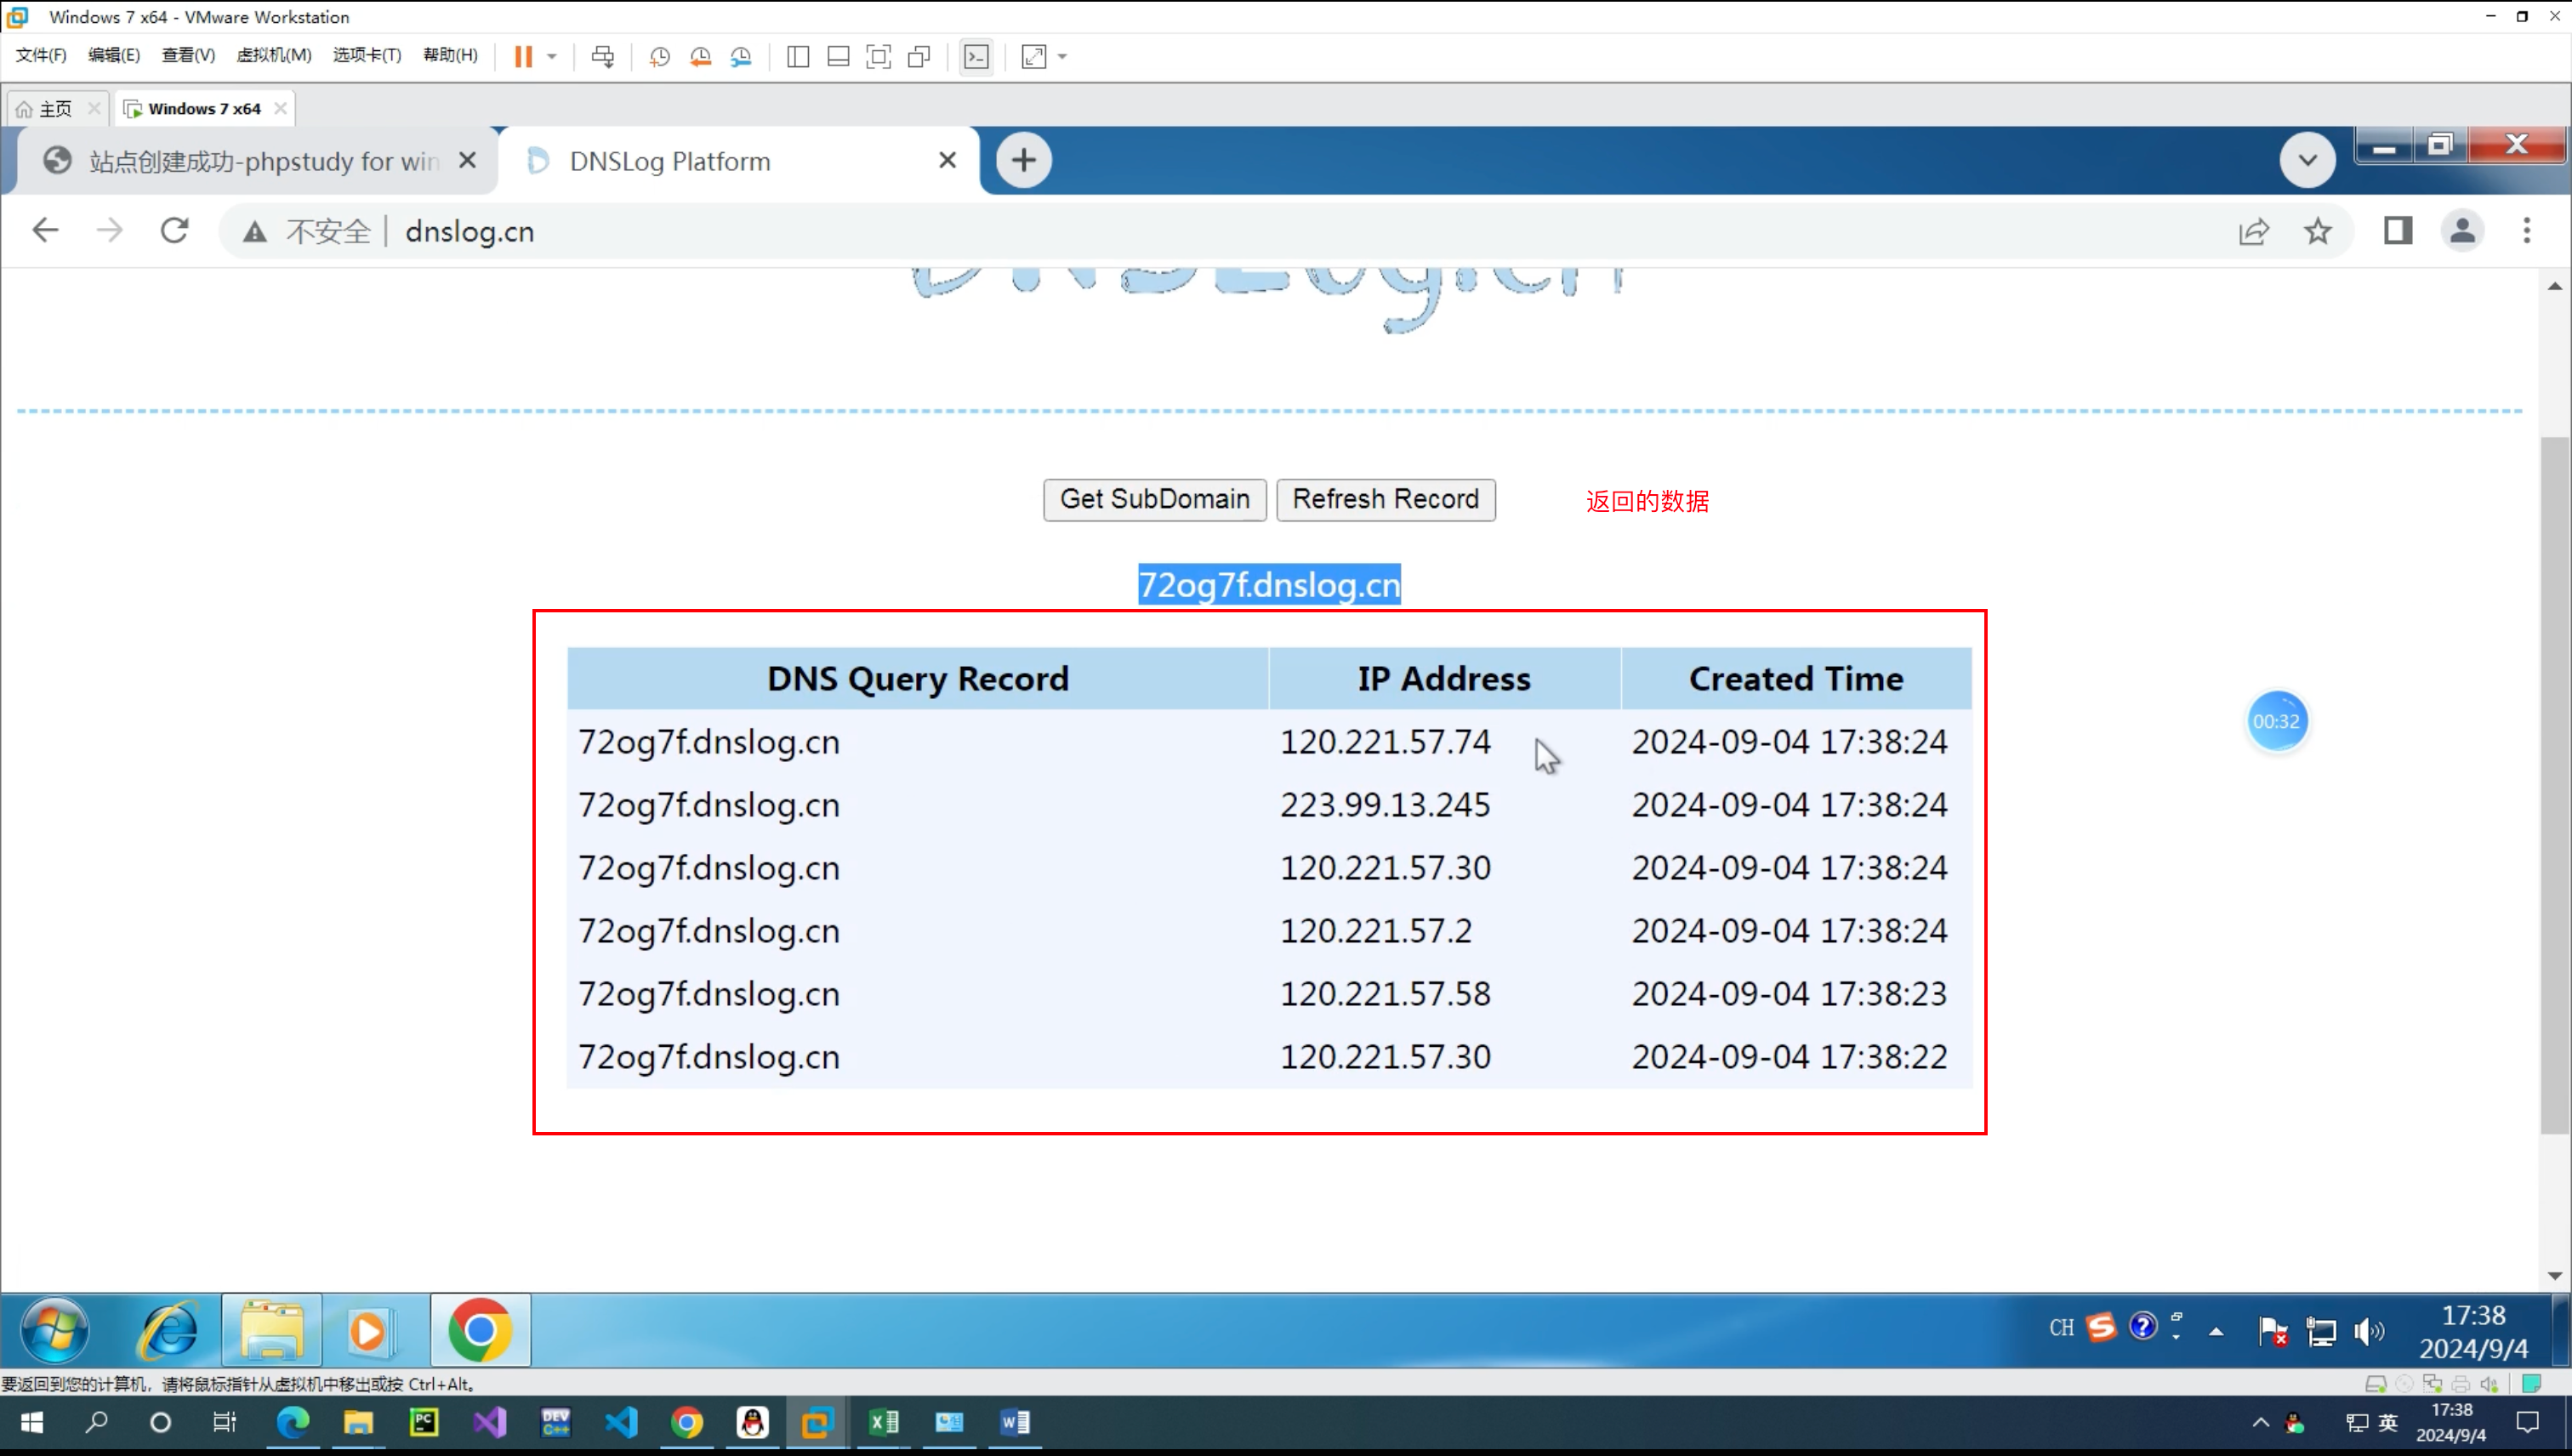 Windows 7 x64 - VMware Workstation
文件(F) 编辑(E) 查看(V) 虚拟机(M) 选项卡(T) 帮助(H)
主页 Windows 7 x64
站点创建成功-phpstudy for win DNSLog Platform
不安全 dnslog.cn
DNSLog.cn
Get SubDomain Refresh Record 返回的数据
72og7f.dnslog.cn
DNS Query Record IP Address Created Time
72og7f.dnslog.cn 120.221.57.74 2024-09-04 17:38:24
72og7f.dnslog.cn 223.99.13.245 2024-09-04 17:38:24
72og7f.dnslog.cn 120.221.57.30 2024-09-04 17:38:24
72og7f.dnslog.cn 120.221.57.2 2024-09-04 17:38:24
72og7f.dnslog.cn 120.221.57.58 2024-09-04 17:38:23
72og7f.dnslog.cn 120.221.57.30 2024-09-04 17:38:22
00:32
CH 17:38
2024/9/4
要返回到您的计算机，请将鼠标指针从虚拟机中移出或按 Ctrl+Alt。
PC DEV C++ 英 17:38
2024/9/4